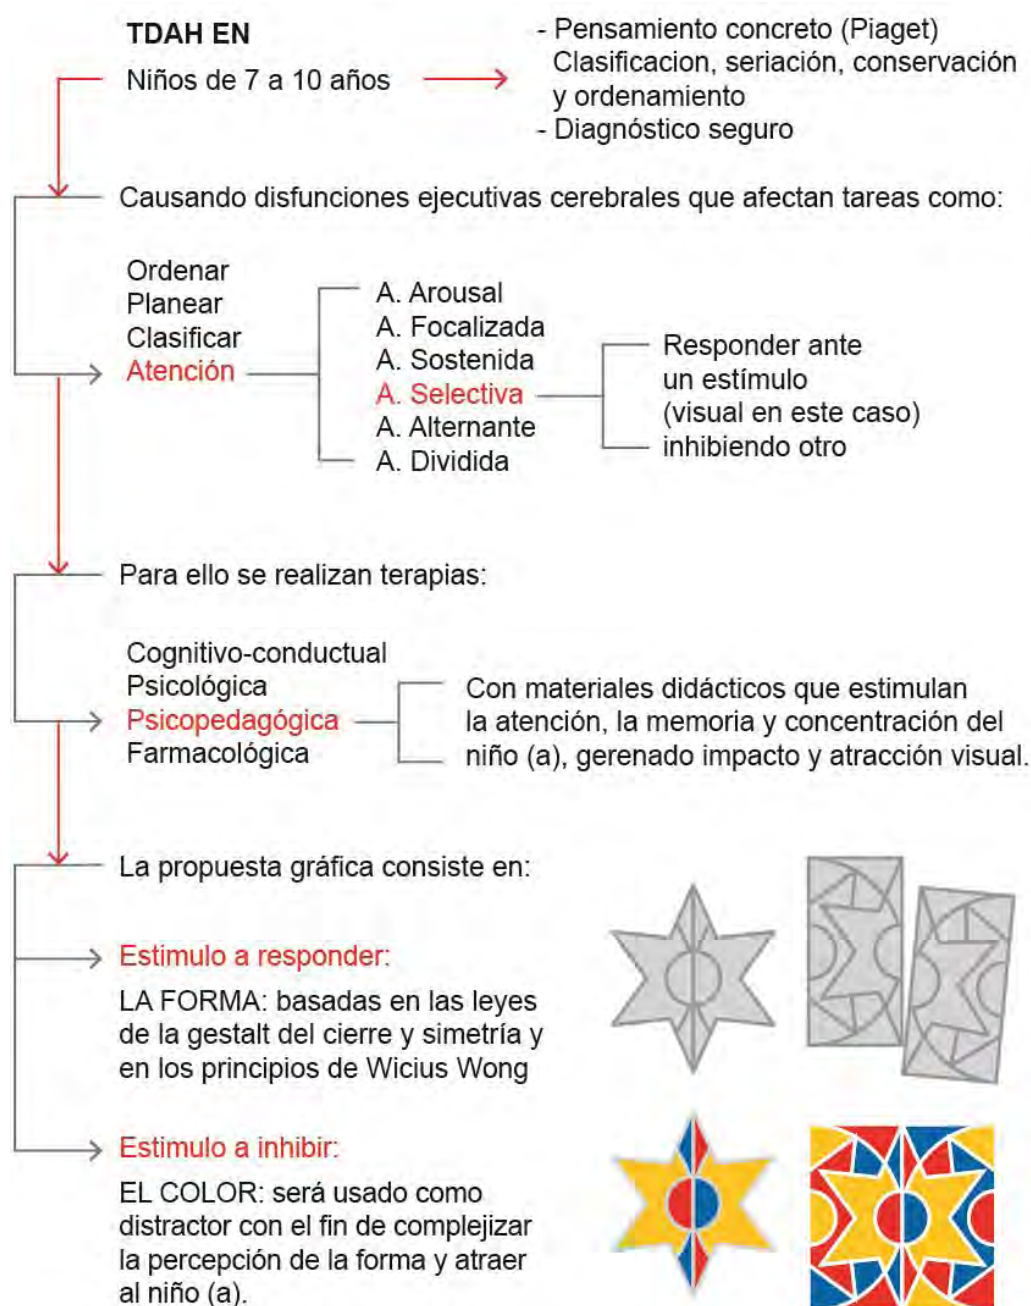 TDAH EN
Niños de 7 a 10 años
- Pensamiento concreto (Piaget)
Clasificacion, seriación, conservación
y ordenamiento
- Diagnóstico seguro
Causando disfunciones ejecutivas cerebrales que afectan tareas como:
Ordenar
Planear
Clasificar
Atención
A. Arousal
A. Focalizada
A. Sostenida
A. Selectiva
A. Alternante
A. Dividida
Responder ante
un estímulo
(visual en este caso)
inhibiendo otro
Para ello se realizan terapias:
Cognitivo-conductual
Psicológica
Psicopedagógica
Farmacológica
Con materiales didácticos que estimulan
la atención, la memoria y concentración del
niño (a), gerenado impacto y atracción visual.
La propuesta gráfica consiste en:
Estimulo a responder:
LA FORMA: basadas en las leyes
de la gestalt del cierre y simetría y
en los principios de Wicius Wong
Estimulo a inhibir:
EL COLOR: será usado como
distractor con el fin de complejizar
la percepción de la forma y atraer
al niño (a).